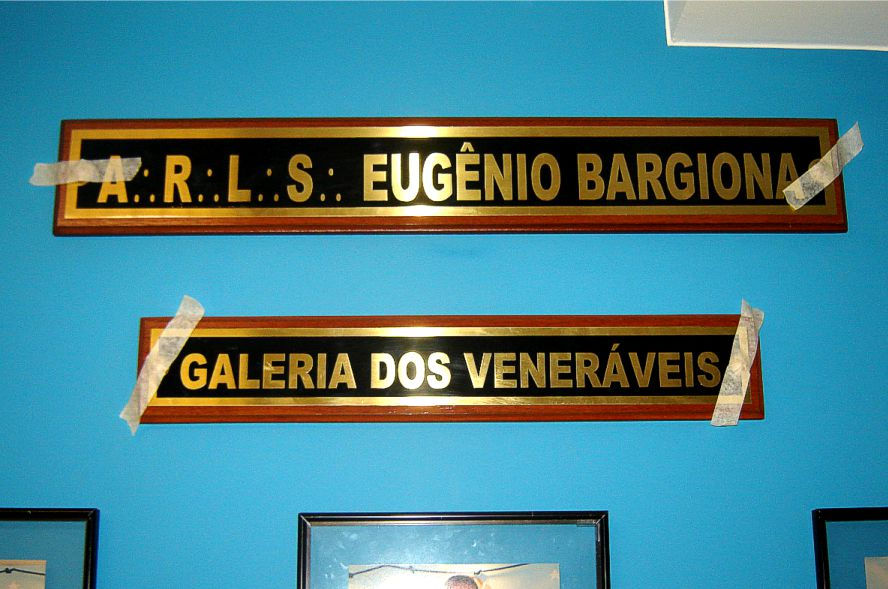 A∴R∴L∴S∴ EUGÊNIO BARGIONA
GALERIA DOS VENERÁVEIS